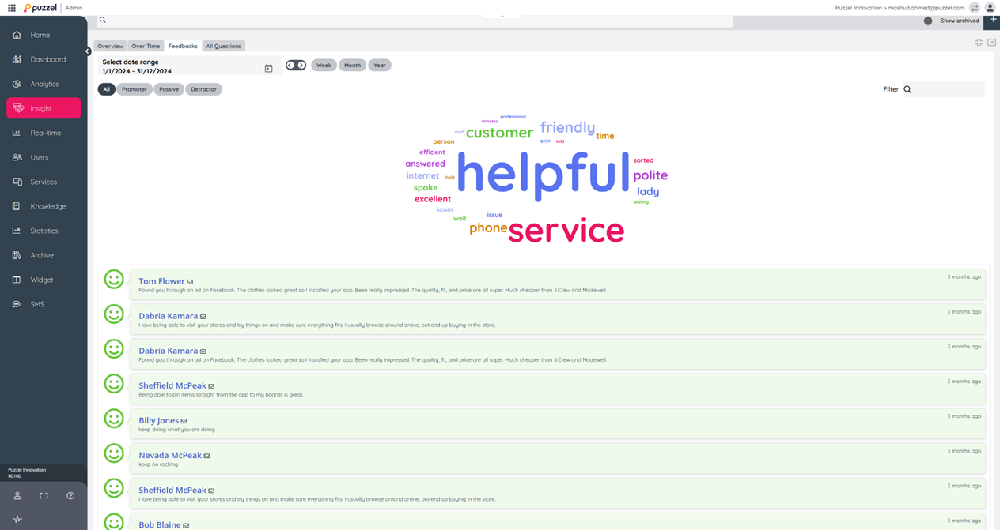 puzzel Admin
Puzzel Innovation > mashud.ahmed@puzzel.com
Home
Dashboard
Analytics
Insight
Real-time
Users
Services
Knowledge
Statistics
Archive
Widget
SMS
Puzzel Innovation
90100
Show archived
Overview Over Time Feedbacks All Questions
Select date range
1/1/2024 – 31/12/2024
Week Month Year
All Promoter Passive Detractor
Filter
professional
minutes
staff customer friendly time
person quick told
efficient
answered
internet hold helpful
sorted
polite
spoke lady
excellent waiting
kcom
wait issue
phone service
Tom Flower
3 months ago
Found you through an ad on Facebook. The clothes looked great so I installed your app. Been really impressed. The quality, fit, and price are all super. Much cheaper than J.Crew and Madewell.
Dabria Kamara
3 months ago
I love being able to visit your stores and try things on and make sure everything fits. I usually browse around online, but end up buying in the store.
Dabria Kamara
3 months ago
Found you through an ad on Facebook. The clothes looked great so I installed your app. Been really impressed. The quality, fit, and price are all super. Much cheaper than J.Crew and Madewell.
Sheffield McPeak
3 months ago
Being able to pin items straight from the app to my boards is great.
Billy Jones
3 months ago
keep doing what you are doing
Nevada McPeak
3 months ago
keep on rocking
Sheffield McPeak
3 months ago
I love being able to visit your stores and try things on and make sure everything fits. I usually browse around online, but end up buying in the store.
Bob Blaine
3 months ago